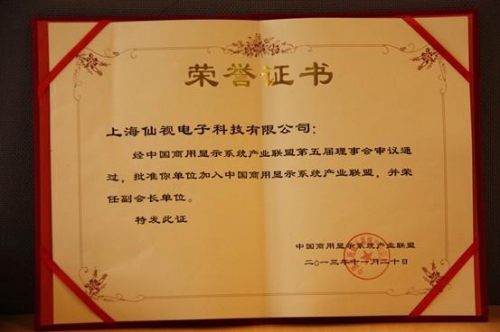 荣誉证书
上海仙视电子科技有限公司：
经中国商用显示系统产业联盟第五届理事会审议通
过，批准你单位加入中国商用显示系统产业联盟，并荣
任副会长单位。
特发此证
中国商用显示系统产业联盟
二〇一三年十一月二十日